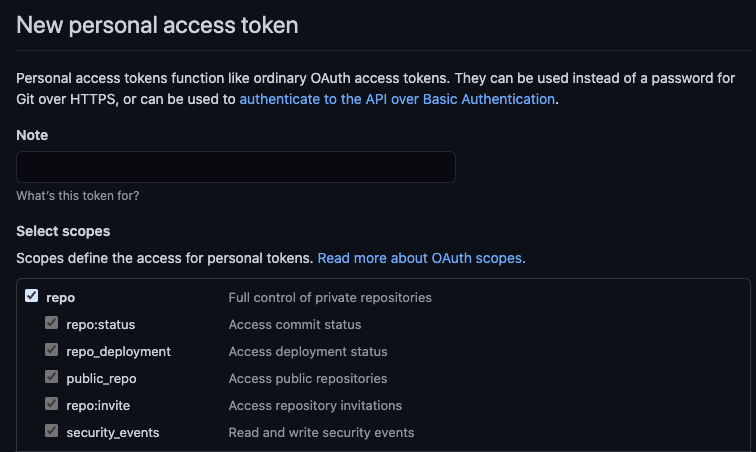 New personal access token
Personal access tokens function like ordinary OAuth access tokens. They can be used instead of a password for
Git over HTTPS, or can be used to authenticate to the API over Basic Authentication.
Note
What's this token for?
Select scopes
Scopes define the access for personal tokens. Read more about OAuth scopes.
repo Full control of private repositories
repo:status Access commit status
repo_deployment Access deployment status
public_repo Access public repositories
repo:invite Access repository invitations
security_events Read and write security events